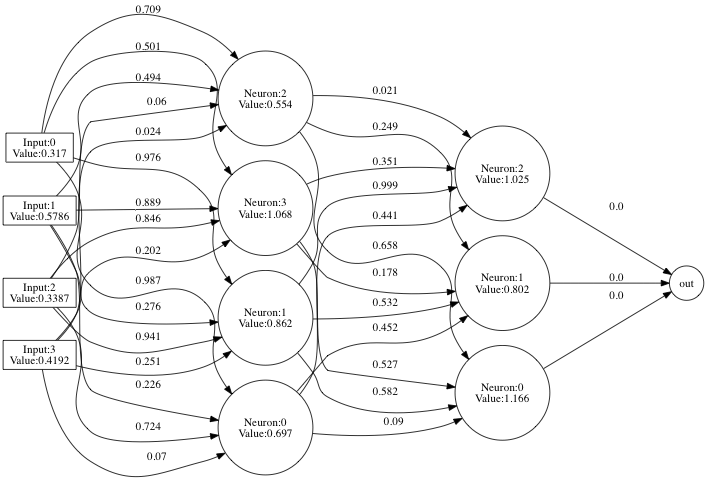 0.709
0.501
0.494
0.06
0.024
0.976
0.889
0.846
0.202
0.987
0.276
0.941
0.251
0.226
0.724
0.07
Input:0
Value:0.317
Input:1
Value:0.5786
Input:2
Value:0.3387
Input:3
Value:0.4192
Neuron:2
Value:0.554
Neuron:3
Value:1.068
Neuron:1
Value:0.862
Neuron:0
Value:0.697
0.021
0.249
0.351
0.999
0.441
0.658
0.178
0.532
0.452
0.527
0.582
0.09
Neuron:2
Value:1.025
Neuron:1
Value:0.802
Neuron:0
Value:1.166
0.0
0.0
0.0
out